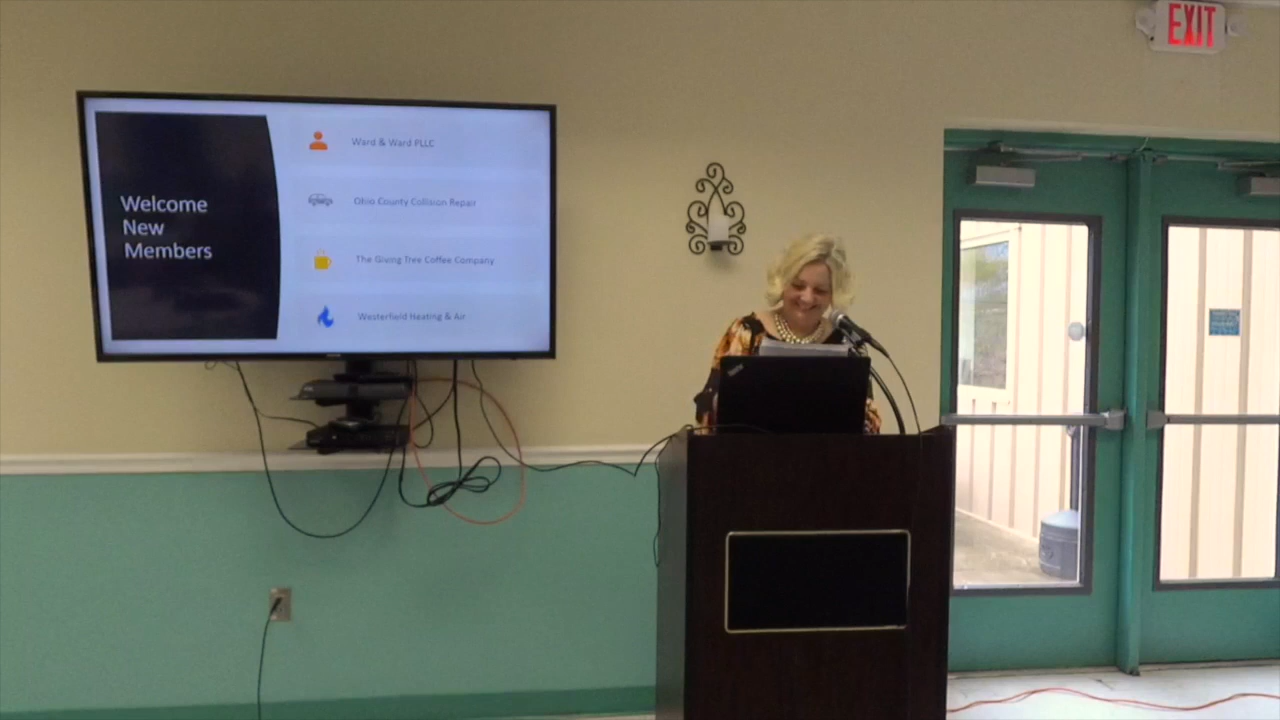 EXIT
Welcome
New
Members
Ward & Ward PLLC
Ohio County Collision Repair
The Giving Tree Coffee Company
Westerfield Heating & Air